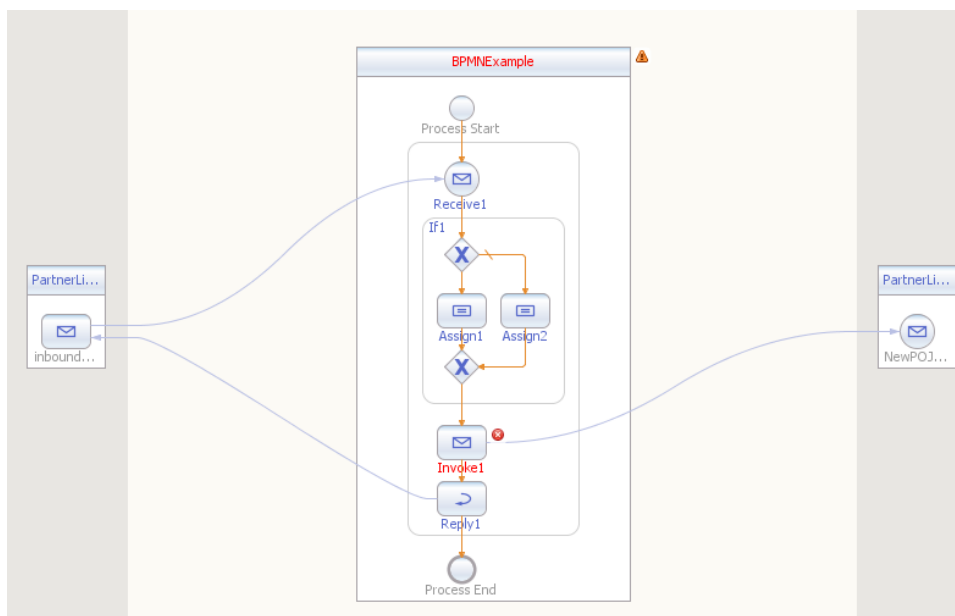 BPMNExample
Process Start
Receive1
If1
PartnerLi...
inbound...
Assign1
Assign2
PartnerLi...
NewPOJ...
Invoke1
Reply1
Process End